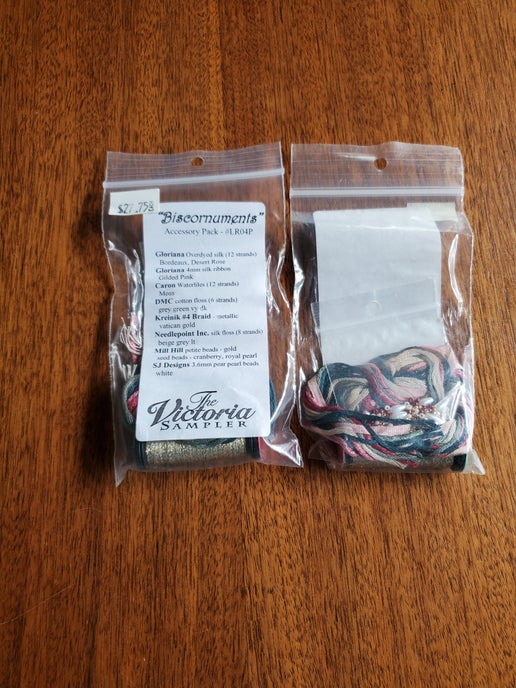 $27.75
"Biscornuments"
Accessory Pack - #LR04P
Gloriana Overdyed silk (12 strands)
Bordeaux, Desert Rose
Gloriana 4mm silk ribbon
Gilded Pink
Caron Waterlilies (12 strands)
Moss
DMC cotton floss (6 strands)
grey green vy dk
Kreinik #4 Braid - metallic
vatican gold
Needlepoint Inc. silk floss (8 strands)
beige grey lt
Mill Hill petite beads - gold
seed beads - cranberry, royal pearl
SJ Designs 3.6mm pear pearl beads
white
The
Victoria
SAMPLER